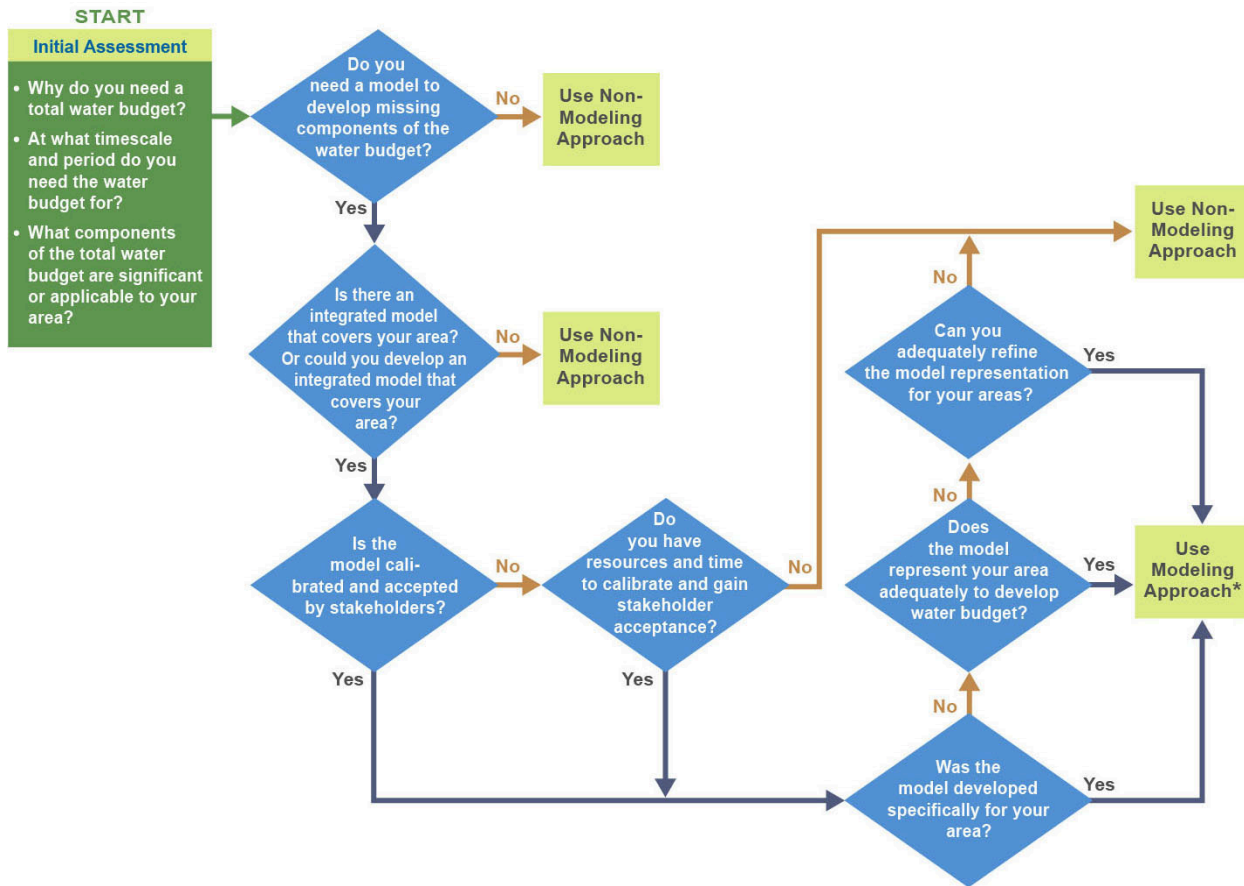 START
Initial Assessment
• Why do you need a
total water budget?
• At what timescale
and period do you
need the water
budget for?
• What components
of the total water
budget are significant
or applicable to your
area?
Do you
need a model to
develop missing
components of the
water budget?
No
Use Non-
Modeling
Approach
Yes
Is there an
integrated model
that covers your area?
Or could you develop an
integrated model that
covers your
area?
No
Use Non-
Modeling
Approach
Yes
Is the
model cali-
brated and accepted
by stakeholders?
No
Yes
Do
you have
resources and time
to calibrate and gain
stakeholder
acceptance?
No
Yes
Use Non-
Modeling
Approach
No
Can you
adequately refine
the model representation
for your areas?
Yes
No
Does
the model
represent your area
adequately to develop
water budget?
Yes
Use
Modeling
Approach*
No
Was the
model developed
specifically for your
area?
Yes